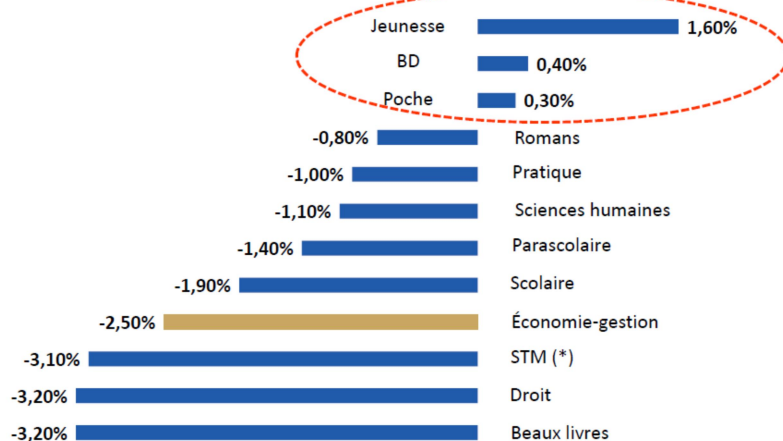 Jeunesse 1,60%
BD 0,40%
Poche 0,30%
-0,80% Romans
-1,00% Pratique
-1,10% Sciences humaines
-1,40% Parascolaire
-1,90% Scolaire
-2,50% Économie-gestion
-3,10% STM (*)
-3,20% Droit
-3,20% Beaux livres